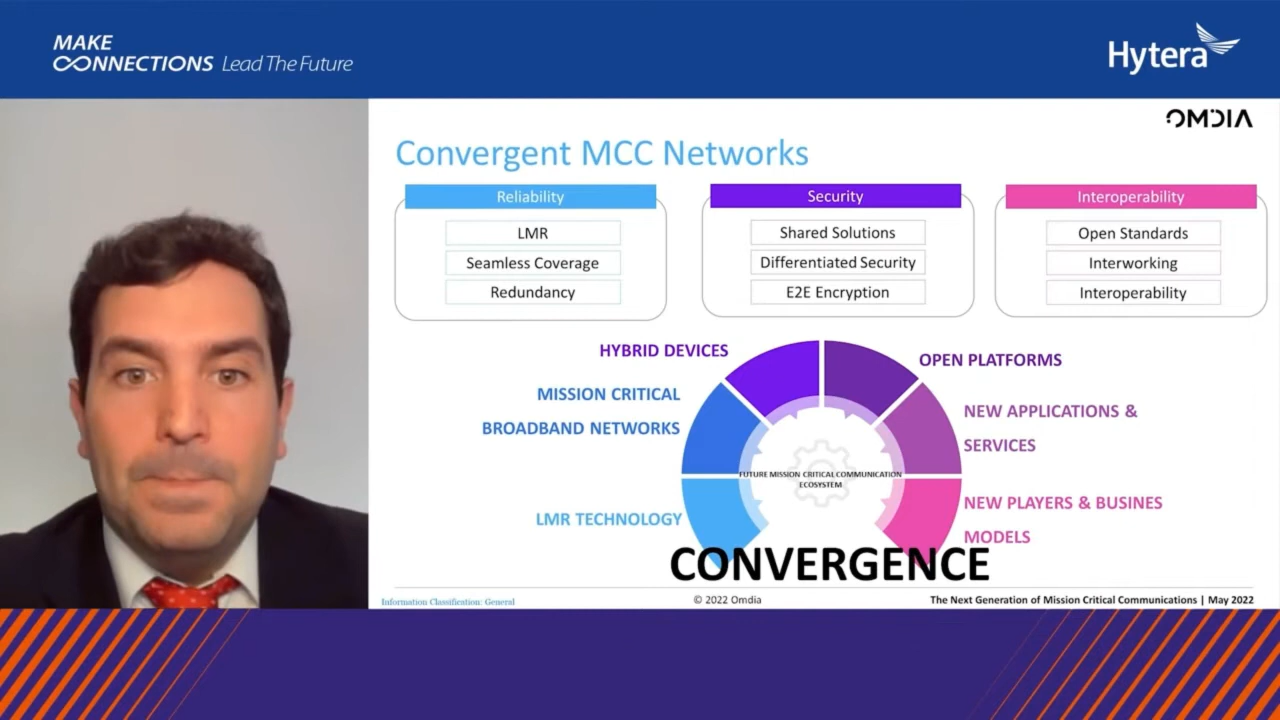 MAKE
CONNECTIONS Lead The Future
Hytera
OMDIA
Convergent MCC Networks
Reliability
LMR
Seamless Coverage
Redundancy
Security
Shared Solutions
Differentiated Security
E2E Encryption
Interoperability
Open Standards
Interworking
Interoperability
HYBRID DEVICES
MISSION CRITICAL
BROADBAND NETWORKS
LMR TECHNOLOGY
OPEN PLATFORMS
NEW APPLICATIONS &
SERVICES
NEW PLAYERS & BUSINES
MODELS
FUTURE MISSION CRITICAL COMMUNICATION
ECOSYSTEM
CONVERGENCE
Information Classification: General
© 2022 Omdia
The Next Generation of Mission Critical Communications | May 2022